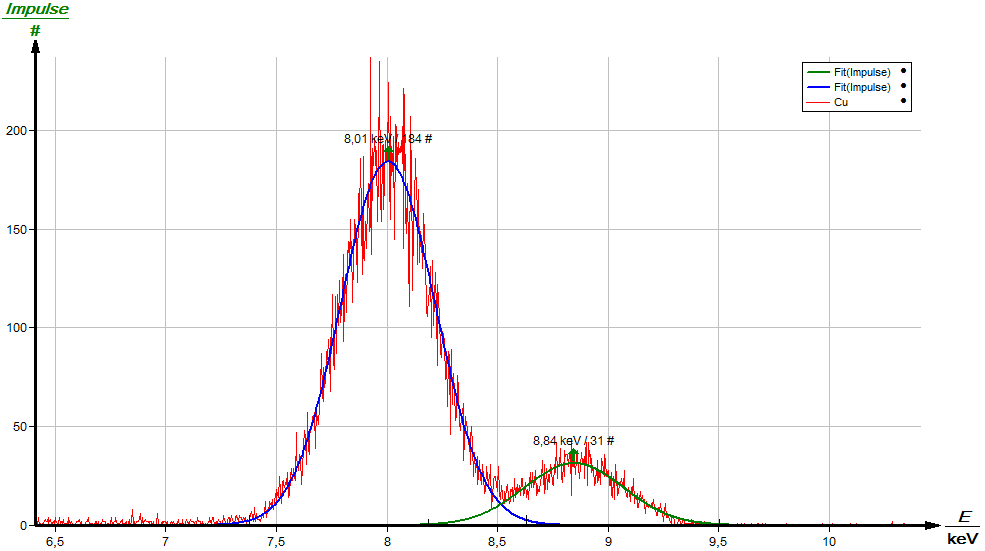 Impulse
#
Fit(Impulse)
Fit(Impulse)
Cu
200
150
100
50
0
8,01 keV / 184 #
8,84 keV / 31 #
6,5 7 7,5 8 8,5 9 9,5 10
E
keV